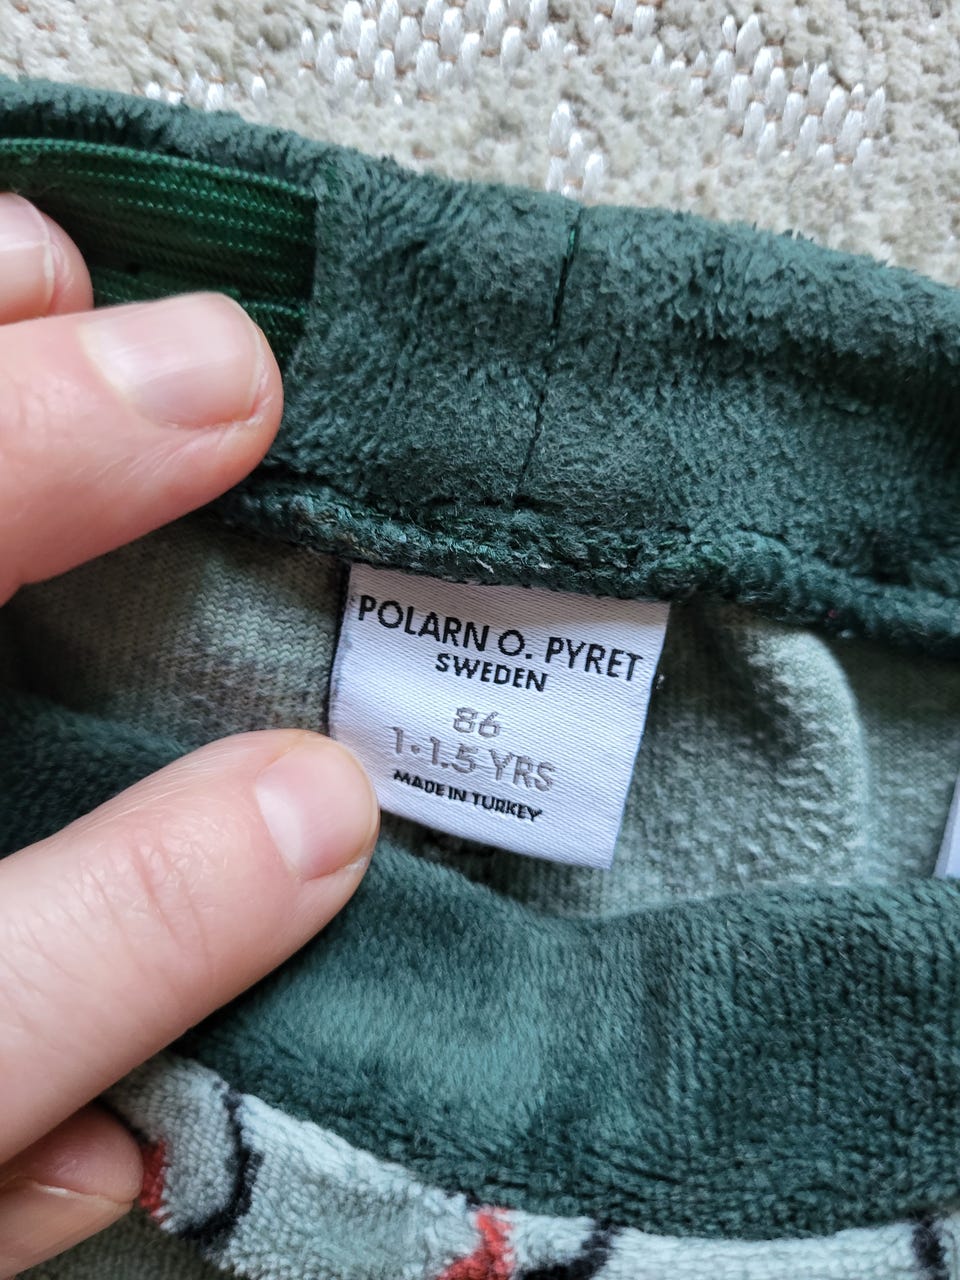 POLARN O. PYRET
SWEDEN
86
1-1.5 YRS
MADE IN TURKEY